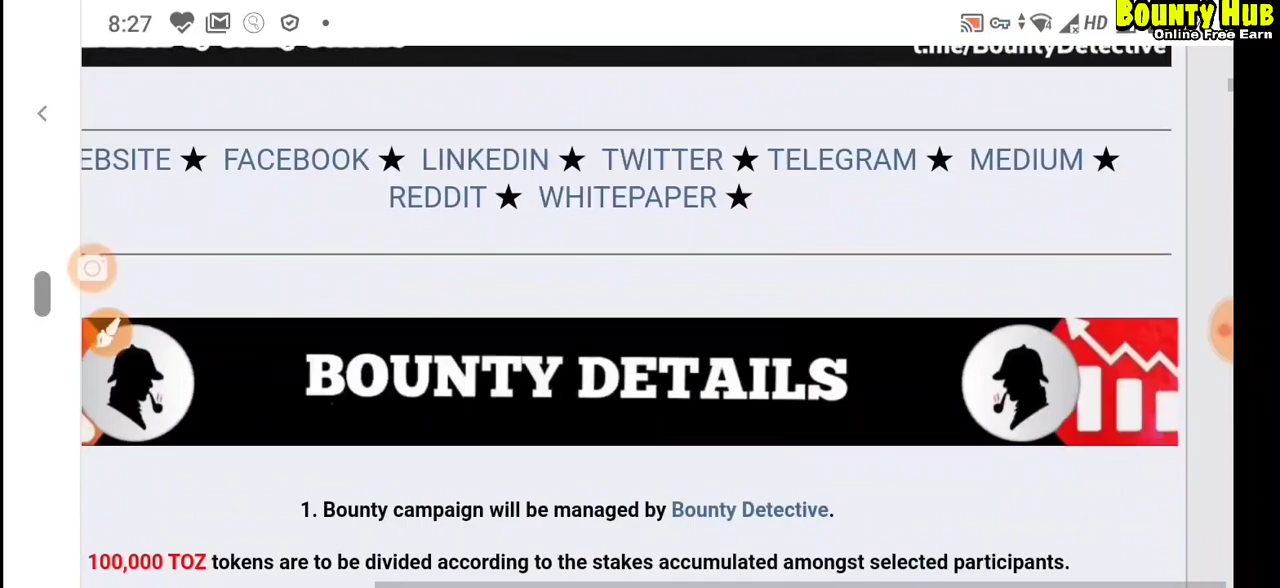 8:27 HD BOUNTY HUB
Online Free Earn
t.me/BountyDetective
EBSITE ★ FACEBOOK ★ LINKEDIN ★ TWITTER ★ TELEGRAM ★ MEDIUM ★
REDDIT ★ WHITEPAPER ★
BOUNTY DETAILS
1. Bounty campaign will be managed by Bounty Detective.
100,000 TOZ tokens are to be divided according to the stakes accumulated amongst selected participants.